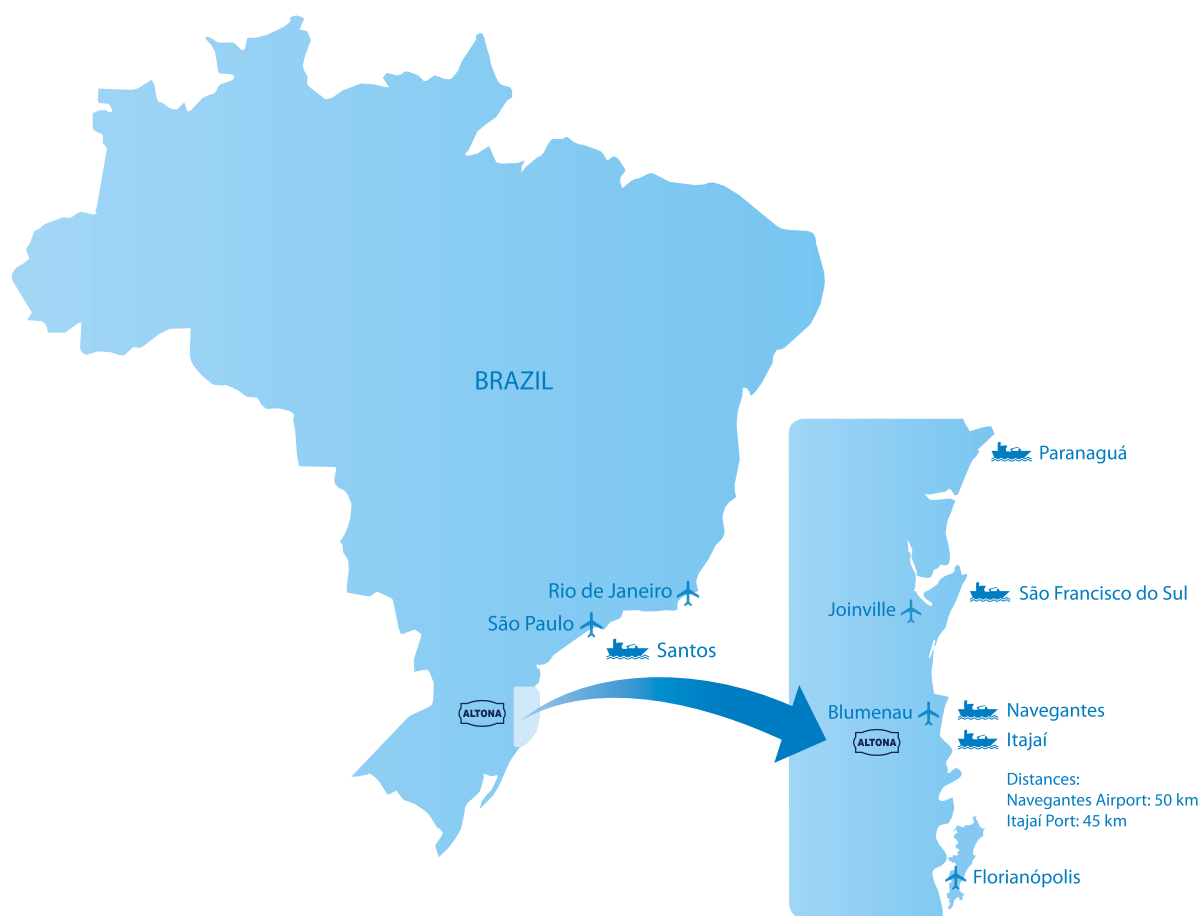 BRAZIL
Rio de Janeiro
São Paulo
Santos
ALTONA
Paranaguá
São Francisco do Sul
Joinville
Blumenau
Navegantes
ALTONA
Itajaí
Distances:
Navegantes Airport: 50 km
Itajaí Port: 45 km
Florianópolis